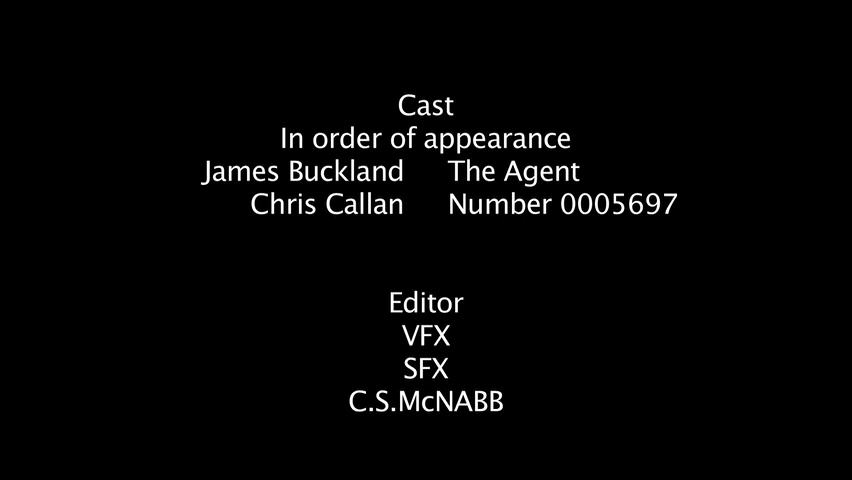 Cast
In order of appearance
James Buckland The Agent
Chris Callan Number 0005697
Editor
VFX
SFX
C.S.McNABB